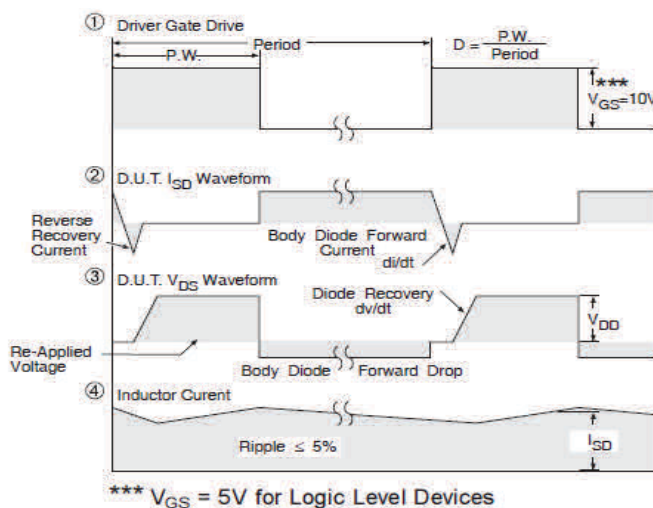 ① Driver Gate Drive
Period
P.W.
D = P.W. / Period
***
VGS=10V
② D.U.T. ISD Waveform
Reverse
Recovery
Current
Body Diode Forward
Current
di/dt
③ D.U.T. VDS Waveform
Diode Recovery
dv/dt
VDD
Re-Applied
Voltage
Body Diode Forward Drop
④ Inductor Curent
Ripple ≤ 5%
ISD
*** VGS = 5V for Logic Level Devices